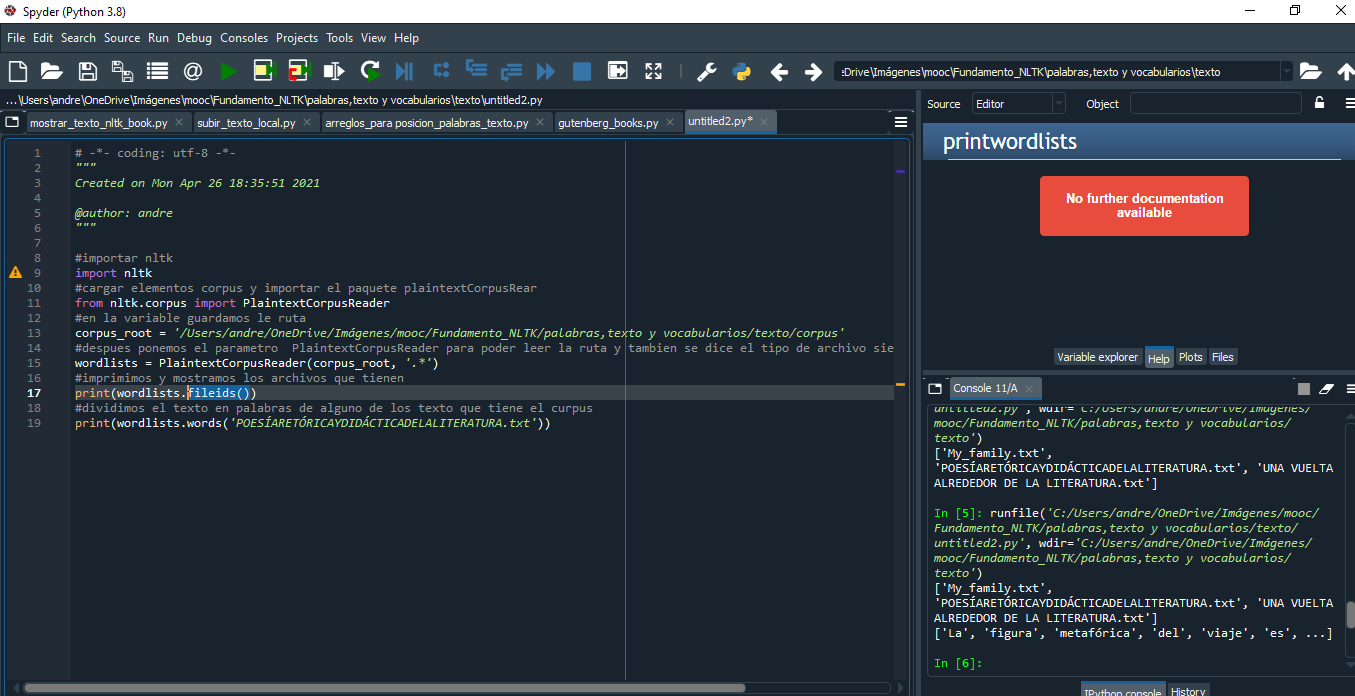 Spyder (Python 3.8)
File Edit Search Source Run Debug Consoles Projects Tools View Help
:Drive\Imágenes\mooc\Fundamento_NLTK\palabras,texto y vocabularios\texto
...\Users\andre\OneDrive\Imágenes\mooc\Fundamento_NLTK\palabras,texto y vocabularios\texto\untitled2.py
mostrar_texto_nltk_book.py subir_texto_local.py arreglos_para posicion_palabras_texto.py gutenberg_books.py untitled2.py*
1 # -*- coding: utf-8 -*-
2 """
3 Created on Mon Apr 26 18:35:51 2021
4
5 @author: andre
6 """
7
8 #importar nltk
9 import nltk
10 #cargar elementos corpus y importar el paquete plaintextCorpusRear
11 from nltk.corpus import PlaintextCorpusReader
12 #en la variable guardamos le ruta
13 corpus_root = '/Users/andre/OneDrive/Imágenes/mooc/Fundamento_NLTK/palabras,texto y vocabularios/texto/corpus'
14 #despues ponemos el parametro  PlaintextCorpusReader para poder leer la ruta y tambien se dice el tipo de archivo sie
15 wordlists = PlaintextCorpusReader(corpus_root, '.*')
16 #imprimimos y mostramos los archivos que tienen
17 print(wordlists.fileids())
18 #dividimos el texto en palabras de alguno de los texto que tiene el curpus
19 print(wordlists.words('POESÍARETÓRICAYDIDÁCTICADELALITERATURA.txt'))
Source Editor Object
printwordlists
No further documentation
available
Variable explorer Help Plots Files
Console 11/A
untitled2.py', wdir='C:/Users/andre/OneDrive/Imágenes/
mooc/Fundamento_NLTK/palabras,texto y vocabularios/
texto')
['My_family.txt',
'POESÍARETÓRICAYDIDÁCTICADELALITERATURA.txt', 'UNA VUELTA
ALREDEDOR DE LA LITERATURA.txt']
In [5]: runfile('C:/Users/andre/OneDrive/Imágenes/mooc/
Fundamento_NLTK/palabras,texto y vocabularios/texto/
untitled2.py', wdir='C:/Users/andre/OneDrive/Imágenes/
mooc/Fundamento_NLTK/palabras,texto y vocabularios/
texto')
['My_family.txt',
'POESÍARETÓRICAYDIDÁCTICADELALITERATURA.txt', 'UNA VUELTA
ALREDEDOR DE LA LITERATURA.txt']
['La', 'figura', 'metafórica', 'del', 'viaje', 'es', ...]
In [6]:
IPython console History